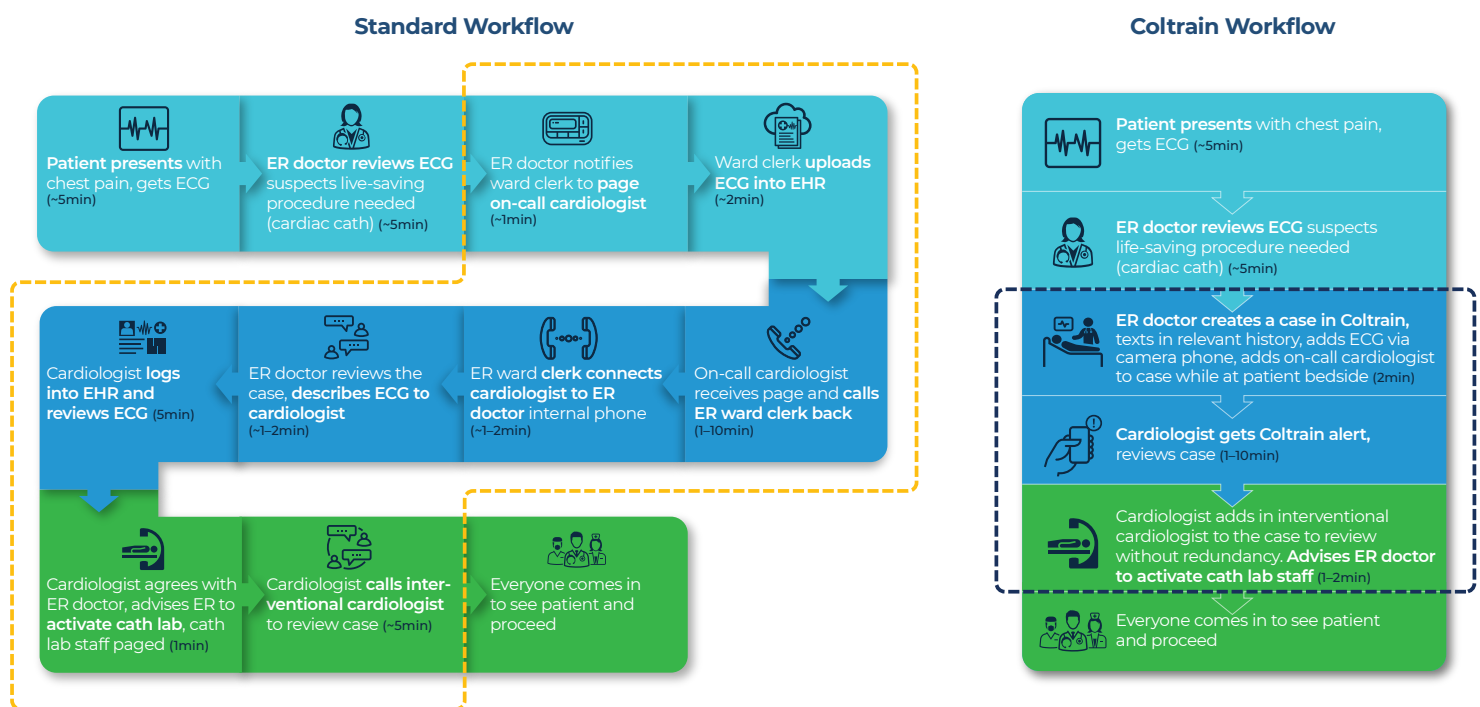 Standard Workflow
Patient presents with
chest pain, gets ECG
(~5min)
ER doctor reviews ECG
suspects live-saving
procedure needed
(cardiac cath) (~5min)
ER doctor notifies
ward clerk to page
on-call cardiologist
(~1min)
Ward clerk uploads
ECG into EHR
(~2min)
On-call cardiologist
receives page and calls
ER ward clerk back
(1–10min)
ER ward clerk connects
cardiologist to ER
doctor internal phone
(~1–2min)
ER doctor reviews the
case, describes ECG to
cardiologist
(~1–2min)
Cardiologist logs
into EHR and
reviews ECG (5min)
Cardiologist agrees with
ER doctor, advises ER to
activate cath lab, cath
lab staff paged (1min)
Cardiologist calls inter-
ventional cardiologist
to review case (~5min)
Everyone comes in
to see patient and
proceed
Coltrain Workflow
Patient presents with chest pain,
gets ECG (~5min)
ER doctor reviews ECG suspects
life-saving procedure needed
(cardiac cath) (~5min)
ER doctor creates a case in Coltrain,
texts in relevant history, adds ECG via
camera phone, adds on-call cardiologist
to case while at patient bedside (2min)
Cardiologist gets Coltrain alert,
reviews case (1–10min)
Cardiologist adds in interventional
cardiologist to the case to review
without redundancy. Advises ER doctor
to activate cath lab staff (1–2min)
Everyone comes in to see patient
and proceed